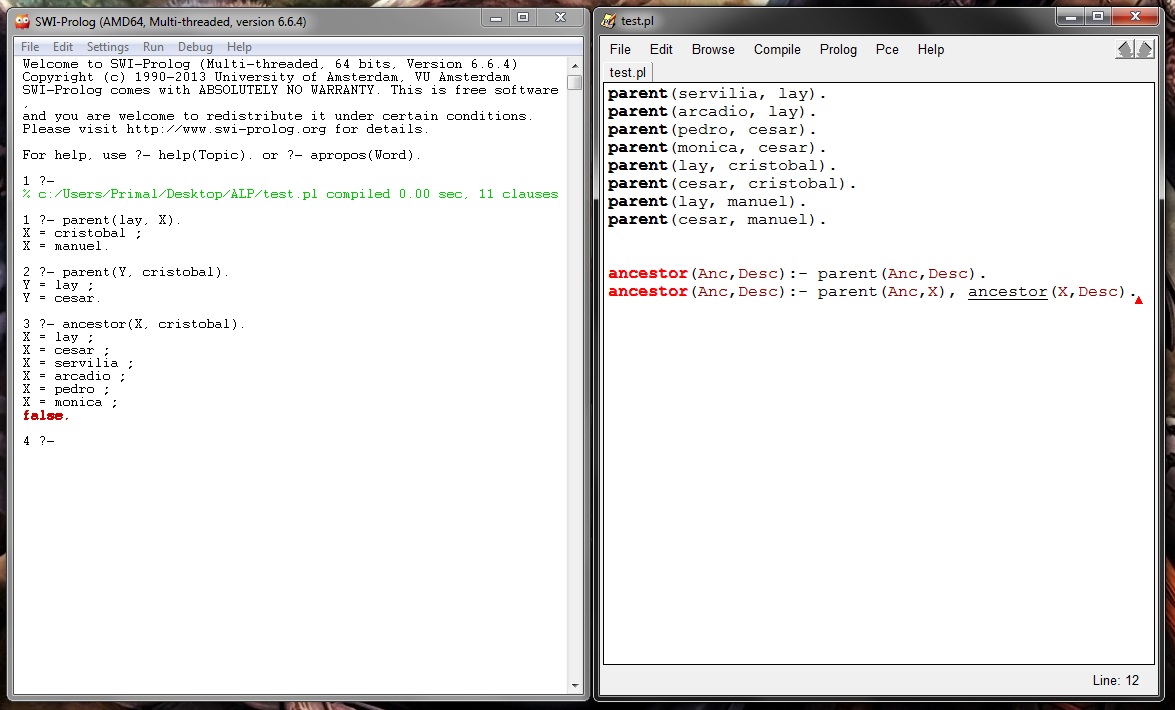 SWI-Prolog (AMD64, Multi-threaded, version 6.6.4)
File Edit Settings Run Debug Help
Welcome to SWI-Prolog (Multi-threaded, 64 bits, Version 6.6.4)
Copyright (c) 1990-2013 University of Amsterdam, VU Amsterdam
SWI-Prolog comes with ABSOLUTELY NO WARRANTY. This is free software
,
and you are welcome to redistribute it under certain conditions.
Please visit http://www.swi-prolog.org for details.
For help, use ?- help(Topic). or ?- apropos(Word).
1 ?-
% c:/Users/Primal/Desktop/ALP/test.pl compiled 0.00 sec, 11 clauses
1 ?- parent(lay, X).
X = cristobal ;
X = manuel.
2 ?- parent(Y, cristobal).
Y = lay ;
Y = cesar.
3 ?- ancestor(X, cristobal).
X = lay ;
X = cesar ;
X = servilia ;
X = arcadio ;
X = pedro ;
X = monica ;
false.
4 ?-
test.pl
File Edit Browse Compile Prolog Pce Help
test.pl
parent(servilia, lay).
parent(arcadio, lay).
parent(pedro, cesar).
parent(monica, cesar).
parent(lay, cristobal).
parent(cesar, cristobal).
parent(lay, manuel).
parent(cesar, manuel).
ancestor(Anc,Desc):- parent(Anc,Desc).
ancestor(Anc,Desc):- parent(Anc,X), ancestor(X,Desc).
Line: 12